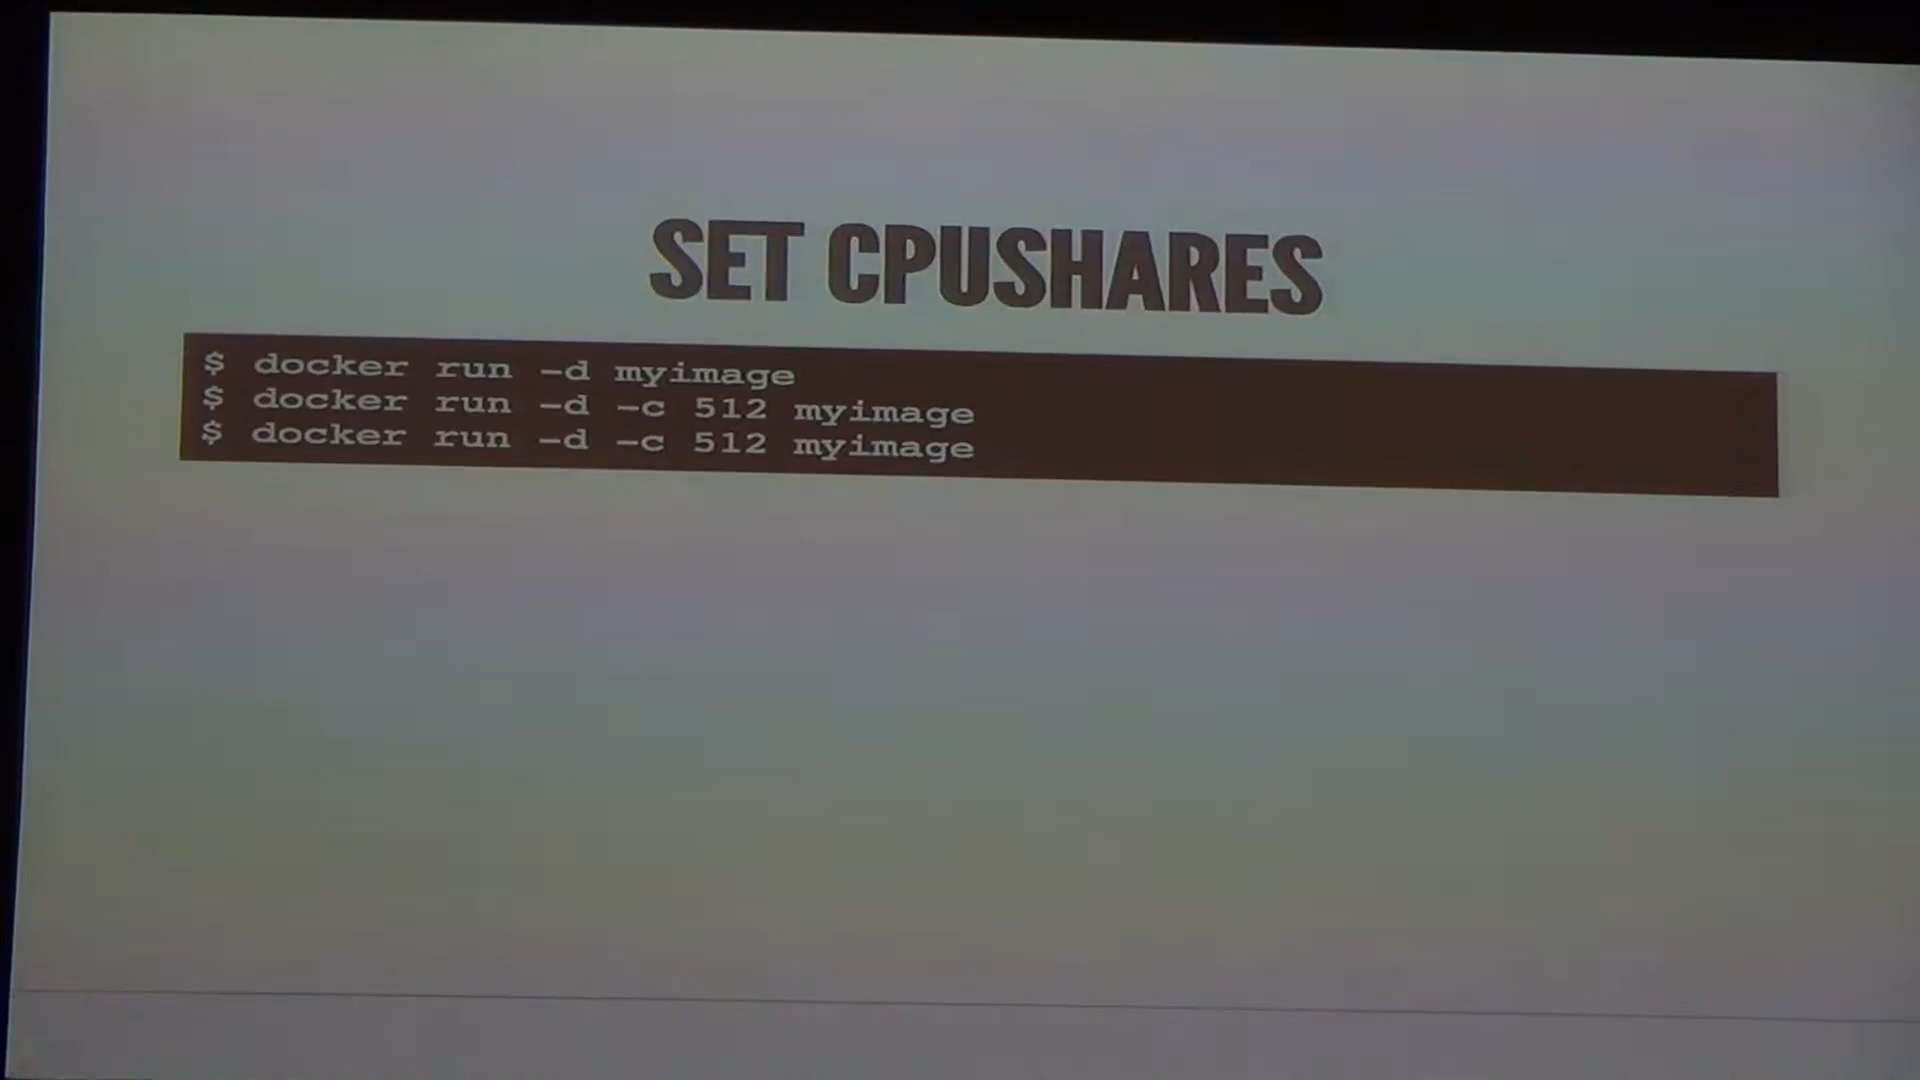 SET CPUSHARES
$ docker run -d myimage
$ docker run -d -c 512 myimage
$ docker run -d -c 512 myimage